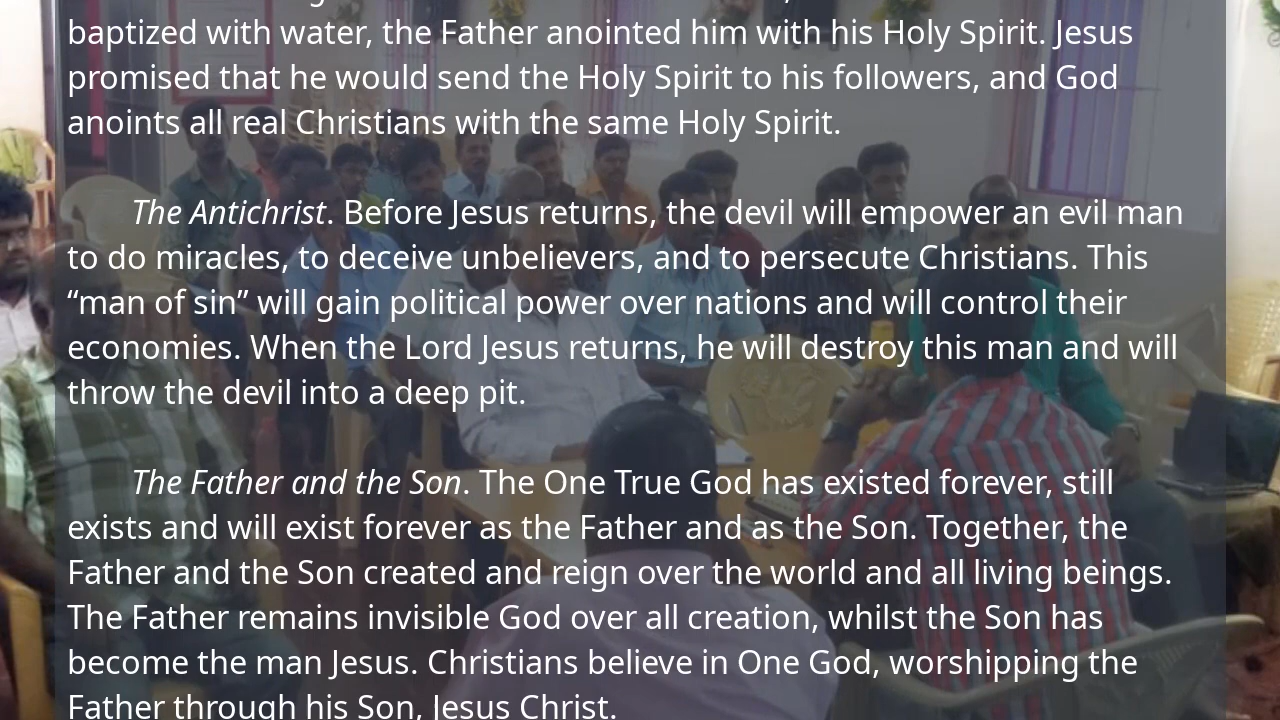 baptized with water, the Father anointed him with his Holy Spirit. Jesus
promised that he would send the Holy Spirit to his followers, and God
anoints all real Christians with the same Holy Spirit.
The Antichrist. Before Jesus returns, the devil will empower an evil man
to do miracles, to deceive unbelievers, and to persecute Christians. This
“man of sin” will gain political power over nations and will control their
economies. When the Lord Jesus returns, he will destroy this man and will
throw the devil into a deep pit.
The Father and the Son. The One True God has existed forever, still
exists and will exist forever as the Father and as the Son. Together, the
Father and the Son created and reign over the world and all living beings.
The Father remains invisible God over all creation, whilst the Son has
become the man Jesus. Christians believe in One God, worshipping the
Father through his Son, Jesus Christ.